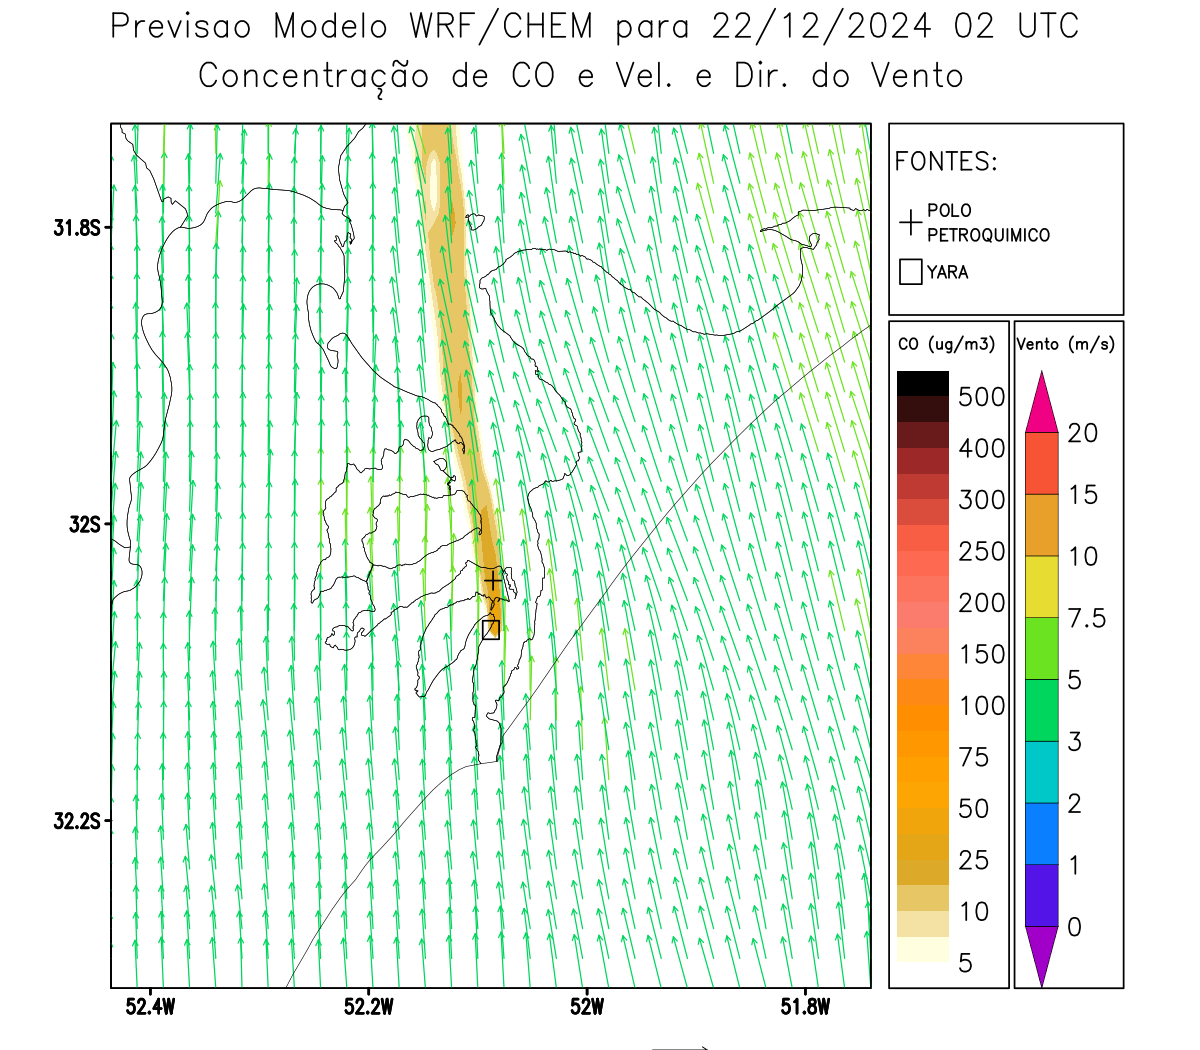 Previsao Modelo WRF/CHEM para 22/12/2024 02 UTC
Concentração de CO e Vel. e Dir. do Vento
FONTES:
POLO
PETROQUIMICO
YARA
CO (ug/m3)
500
400
300
250
200
150
100
75
50
25
10
5
Vento (m/s)
20
15
10
7.5
5
3
2
1
0
31.8S
32S
32.2S
52.4W
52.2W
52W
51.8W